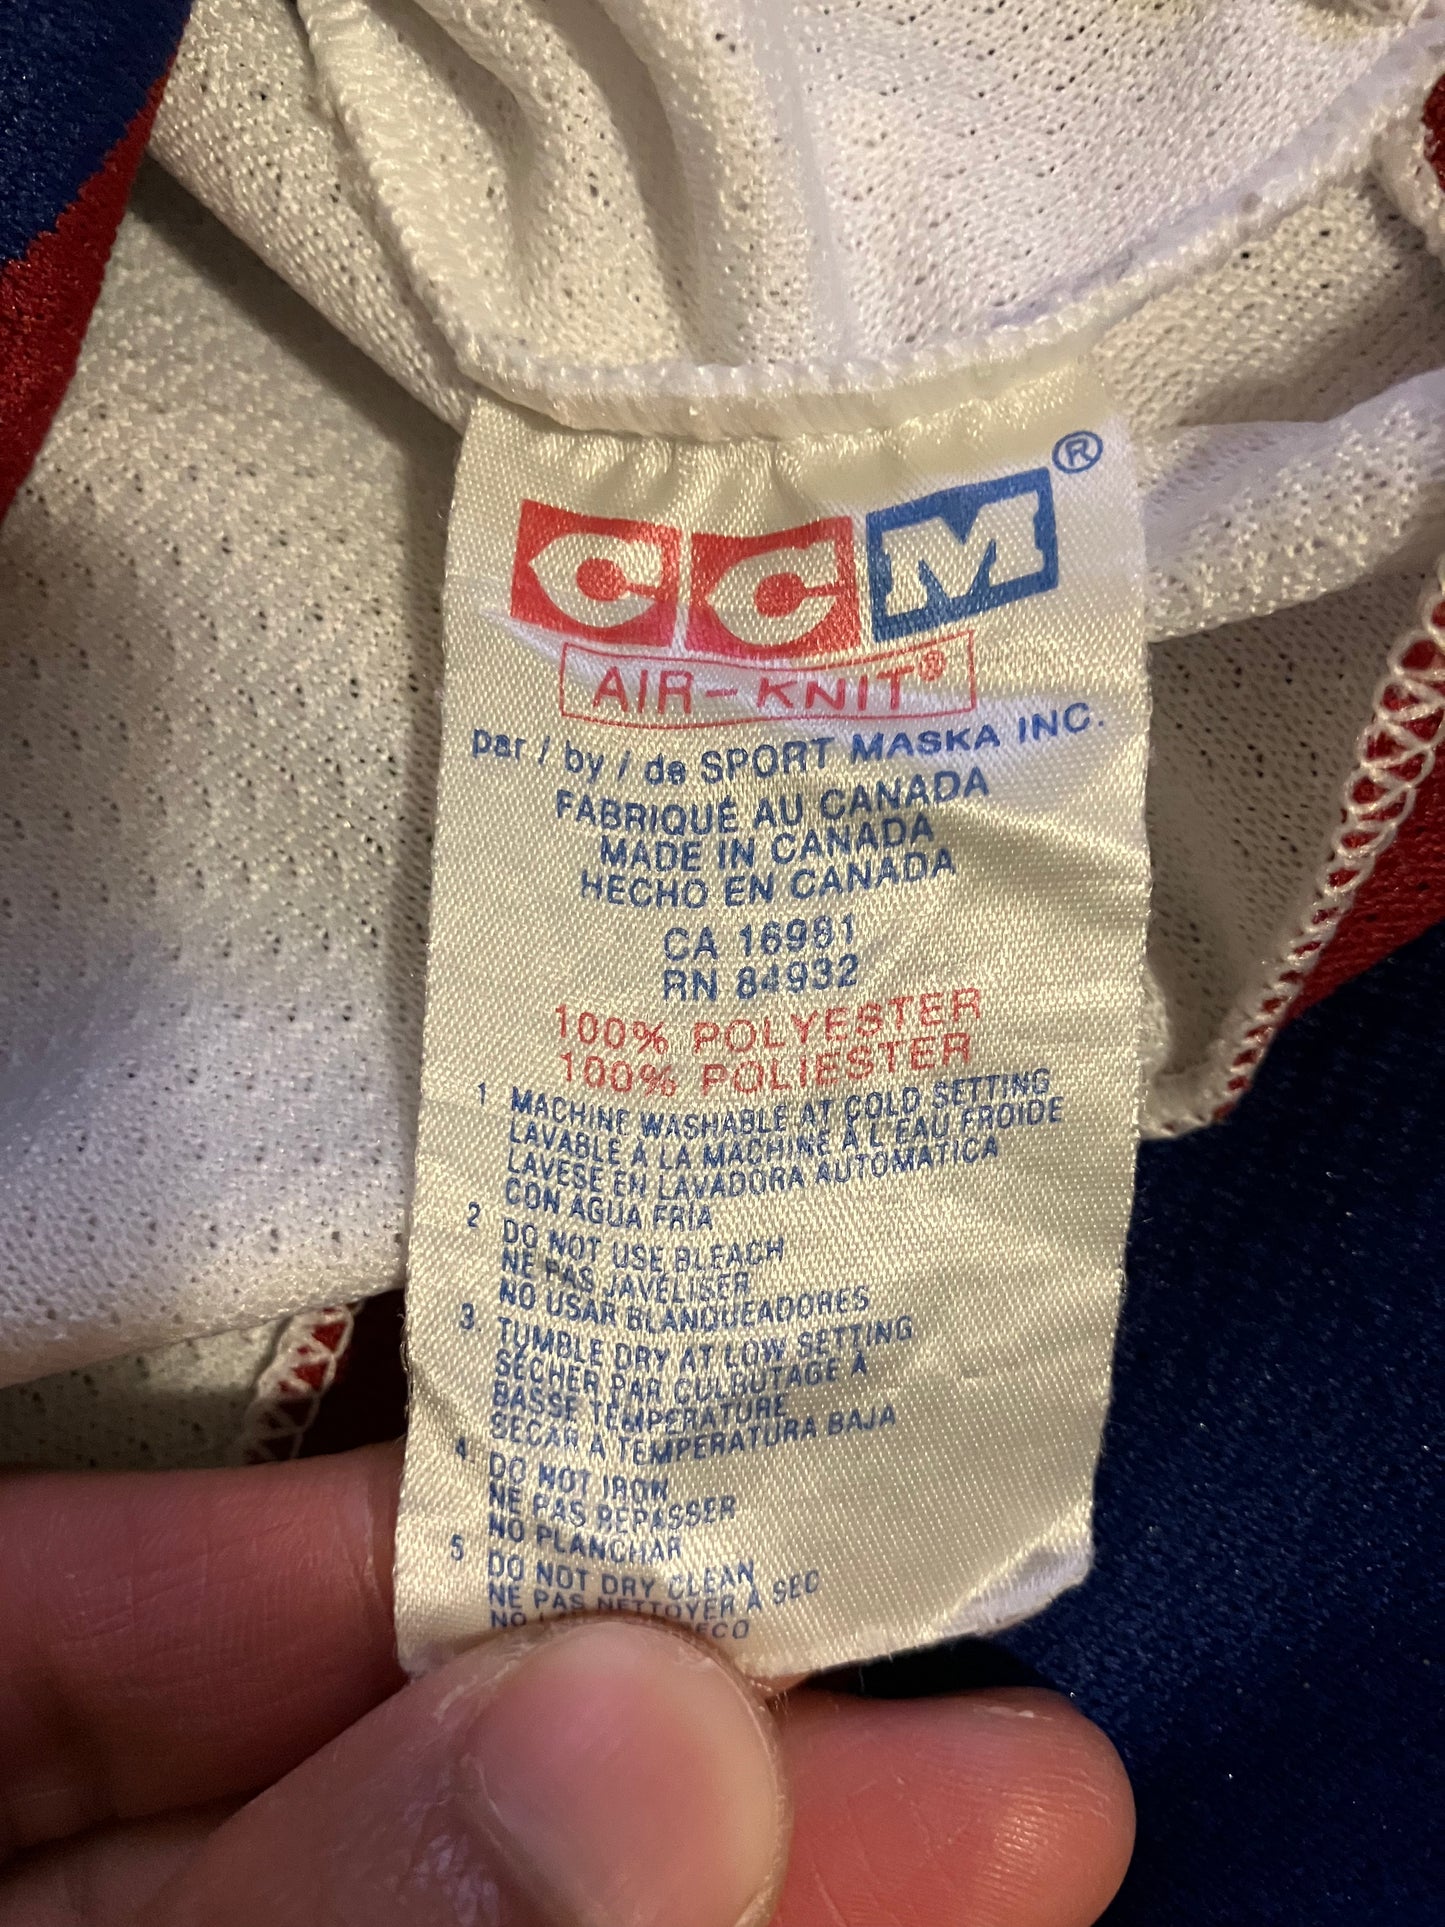 CCM®
AIR-KNIT®
par / by / de SPORT MASKA INC.
FABRIQUÉ AU CANADA
MADE IN CANADA
HECHO EN CANADA
CA 16981
RN 84932
100% POLYESTER
100% POLIESTER
1 MACHINE WASHABLE AT COLD SETTING
LAVABLE À LA MACHINE À L'EAU FROIDE
LAVESE EN LAVADORA AUTOMATICA
CON AGUA FRÍA
2 DO NOT USE BLEACH
NE PAS JAVÉLISER
NO USAR BLANQUEADORES
3. TUMBLE DRY AT LOW SETTING
SÉCHER PAR CULBUTAGE À
BASSE TEMPÉRATURE
SECAR A TEMPERATURA BAJA
4. DO NOT IRON
NE PAS REPASSER
NO PLANCHAR
5 DO NOT DRY CLEAN
NE PAS NETTOYER À SEC
NO